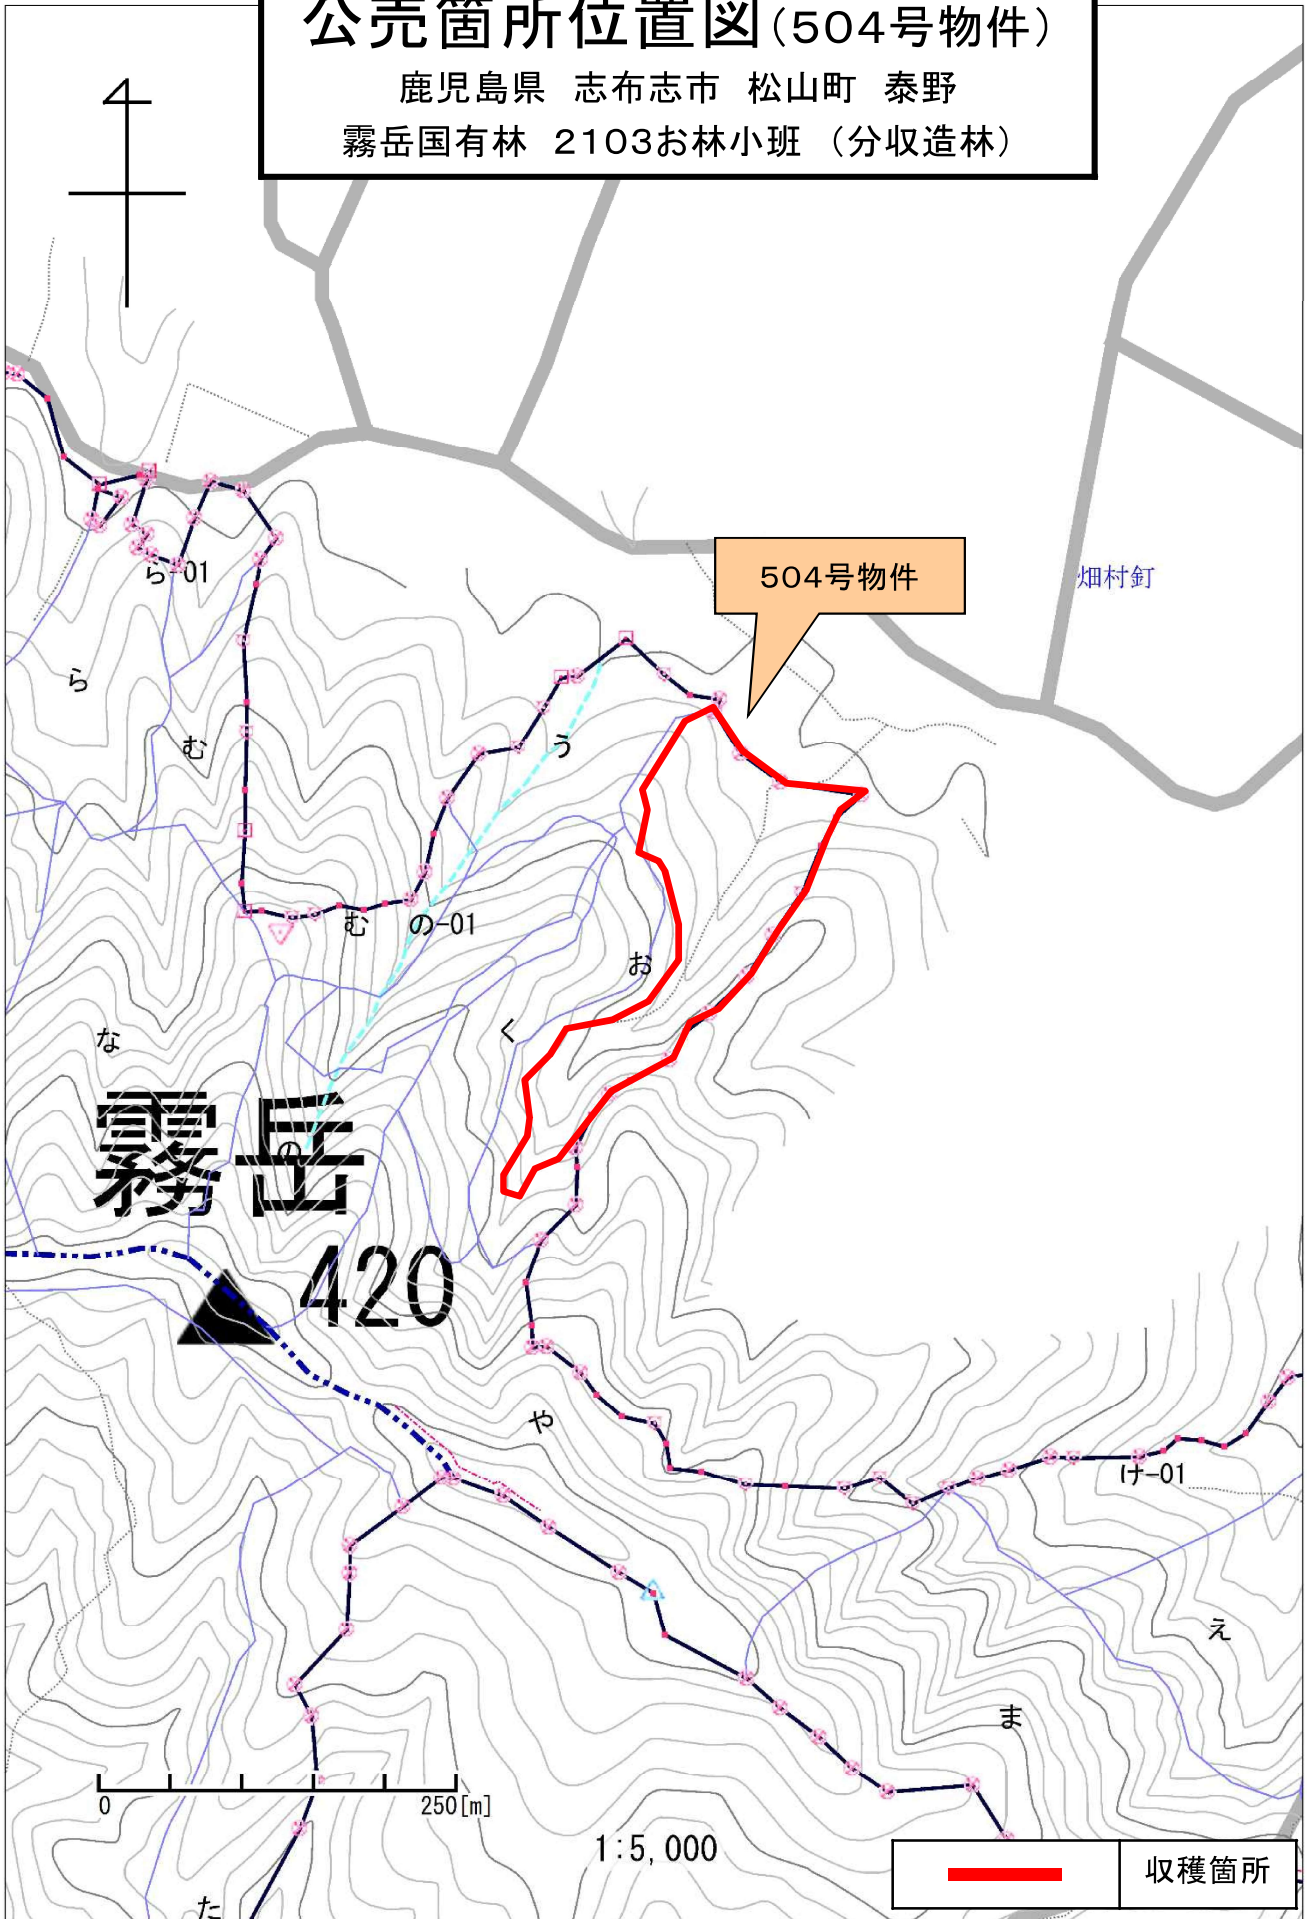 公売箇所位置図(504号物件)
鹿児島県 志布志市 松山町 泰野
霧岳国有林 2103お林小班 (分収造林)
504号物件
畑村釘
ら-01
ら
む
う
む
の-01
お
く
な
霧岳
の
420
や
け-01
え
ま
0
250[m]
1:5,000
収穫箇所
た